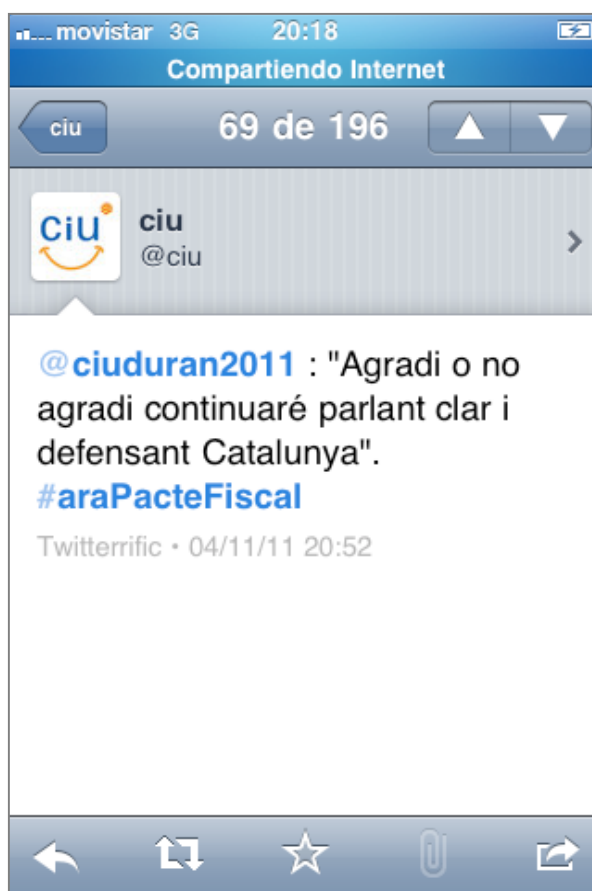 movistar 3G 20:18
Compartiendo Internet
ciu 69 de 196
ciu
ciu
@ciu
@ciuduran2011 : "Agradi o no
agradi continuaré parlant clar i
defensant Catalunya".
#araPacteFiscal
Twitterrific • 04/11/11 20:52